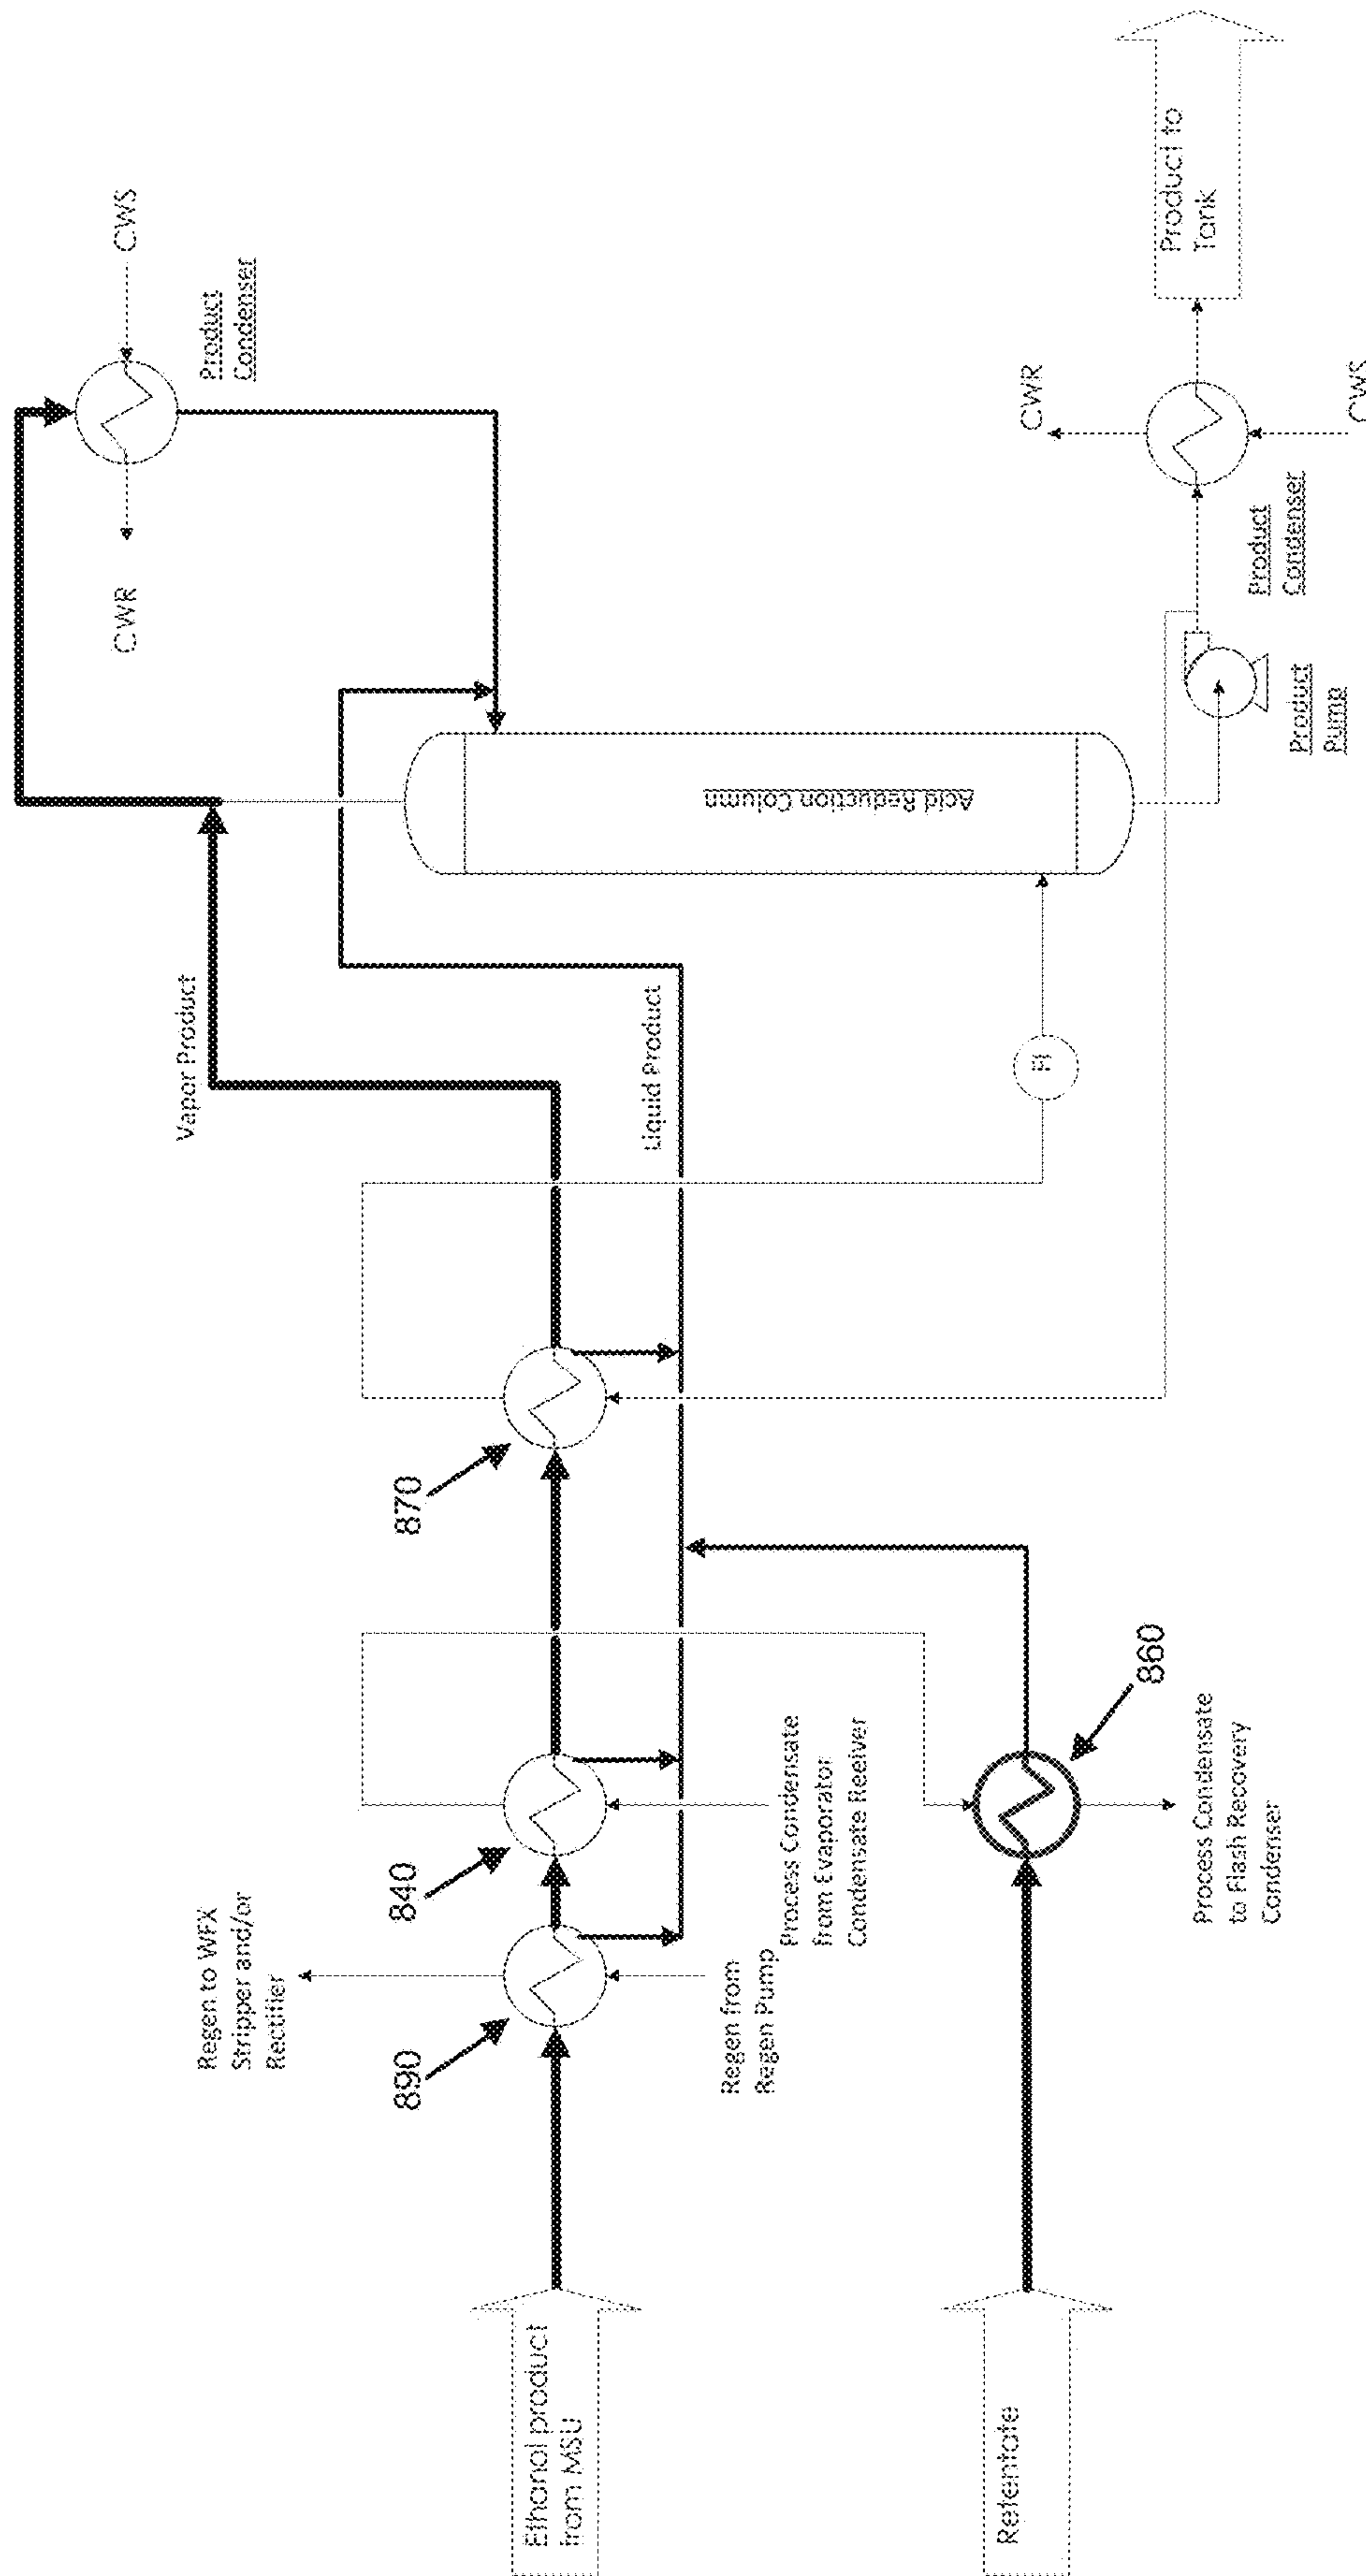 Ethanol product
from MSU
Retentate
890
840
870
860
Regen to WFX
Stripper and/or
Rectifier
Regen from
Regen Pump
Process Condensate
from Evaporator
Condensate Reeiver
Process Condensate
to Flash Recovery
Condenser
Vapor Product
Liquid Product
FI
Acid Reduction Column
CWR
CWS
Product
Condenser
Product
Pump
Product
Condenser
CWR
CWS
Product to
Tank